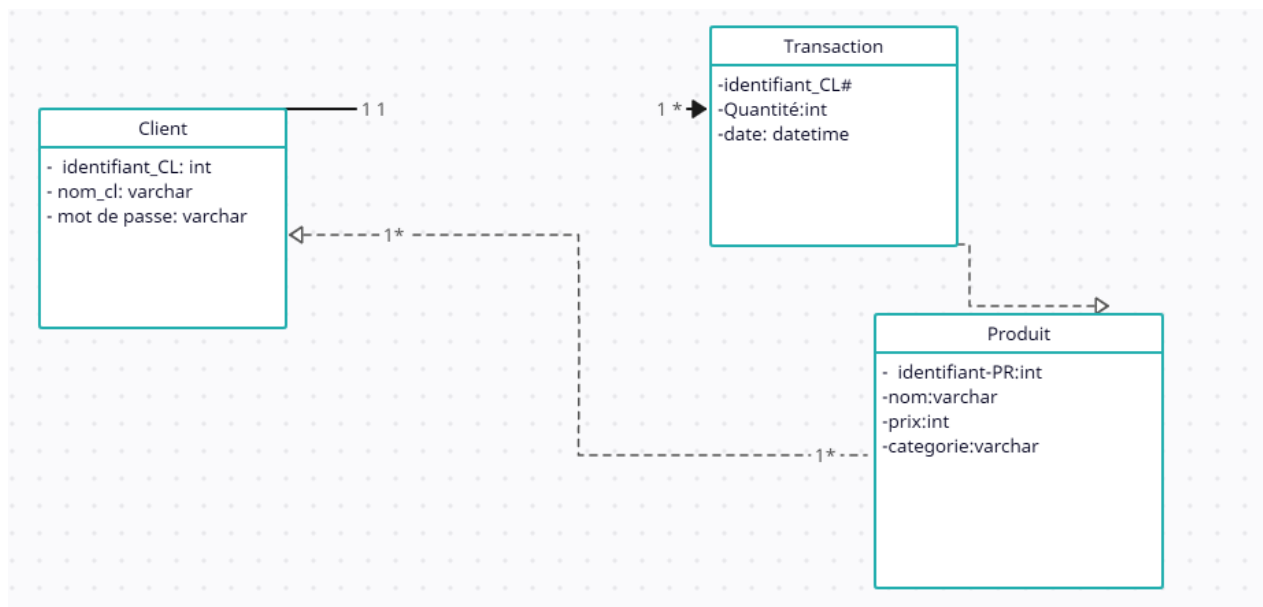 Transaction
-identifiant_CL#
-Quantité:int
-date: datetime
1 1
1 *
Client
- identifiant_CL: int
- nom_cl: varchar
- mot de passe: varchar
1*
Produit
- identifiant-PR:int
-nom:varchar
-prix:int
-categorie:varchar
1*